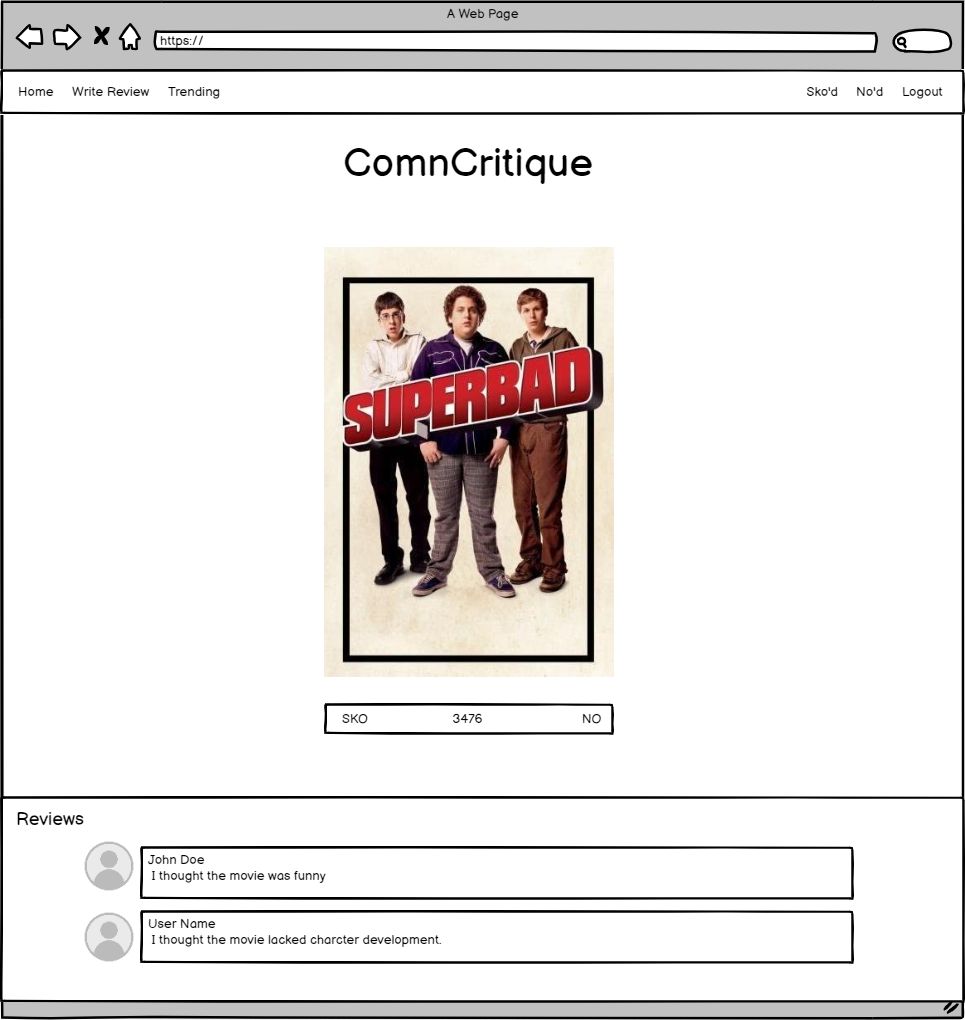 A Web Page
https://
Home Write Review Trending Sko'd No'd Logout
ComnCritique
SUPERBAD
SKO 3476 NO
Reviews
John Doe
I thought the movie was funny
User Name
I thought the movie lacked charcter development.